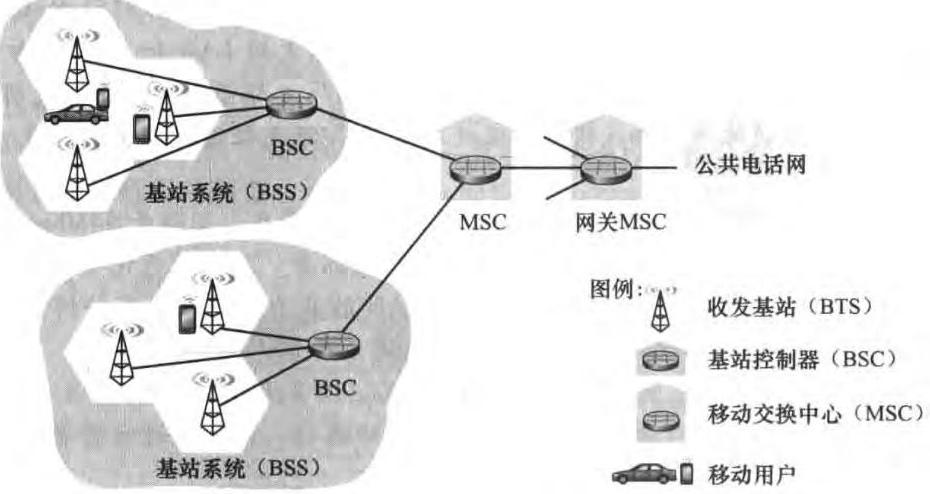 BSC
基站系统（BSS）
MSC
网关MSC
公共电话网
BSC
基站系统（BSS）
图例:
收发基站（BTS）
基站控制器（BSC）
移动交换中心（MSC）
移动用户